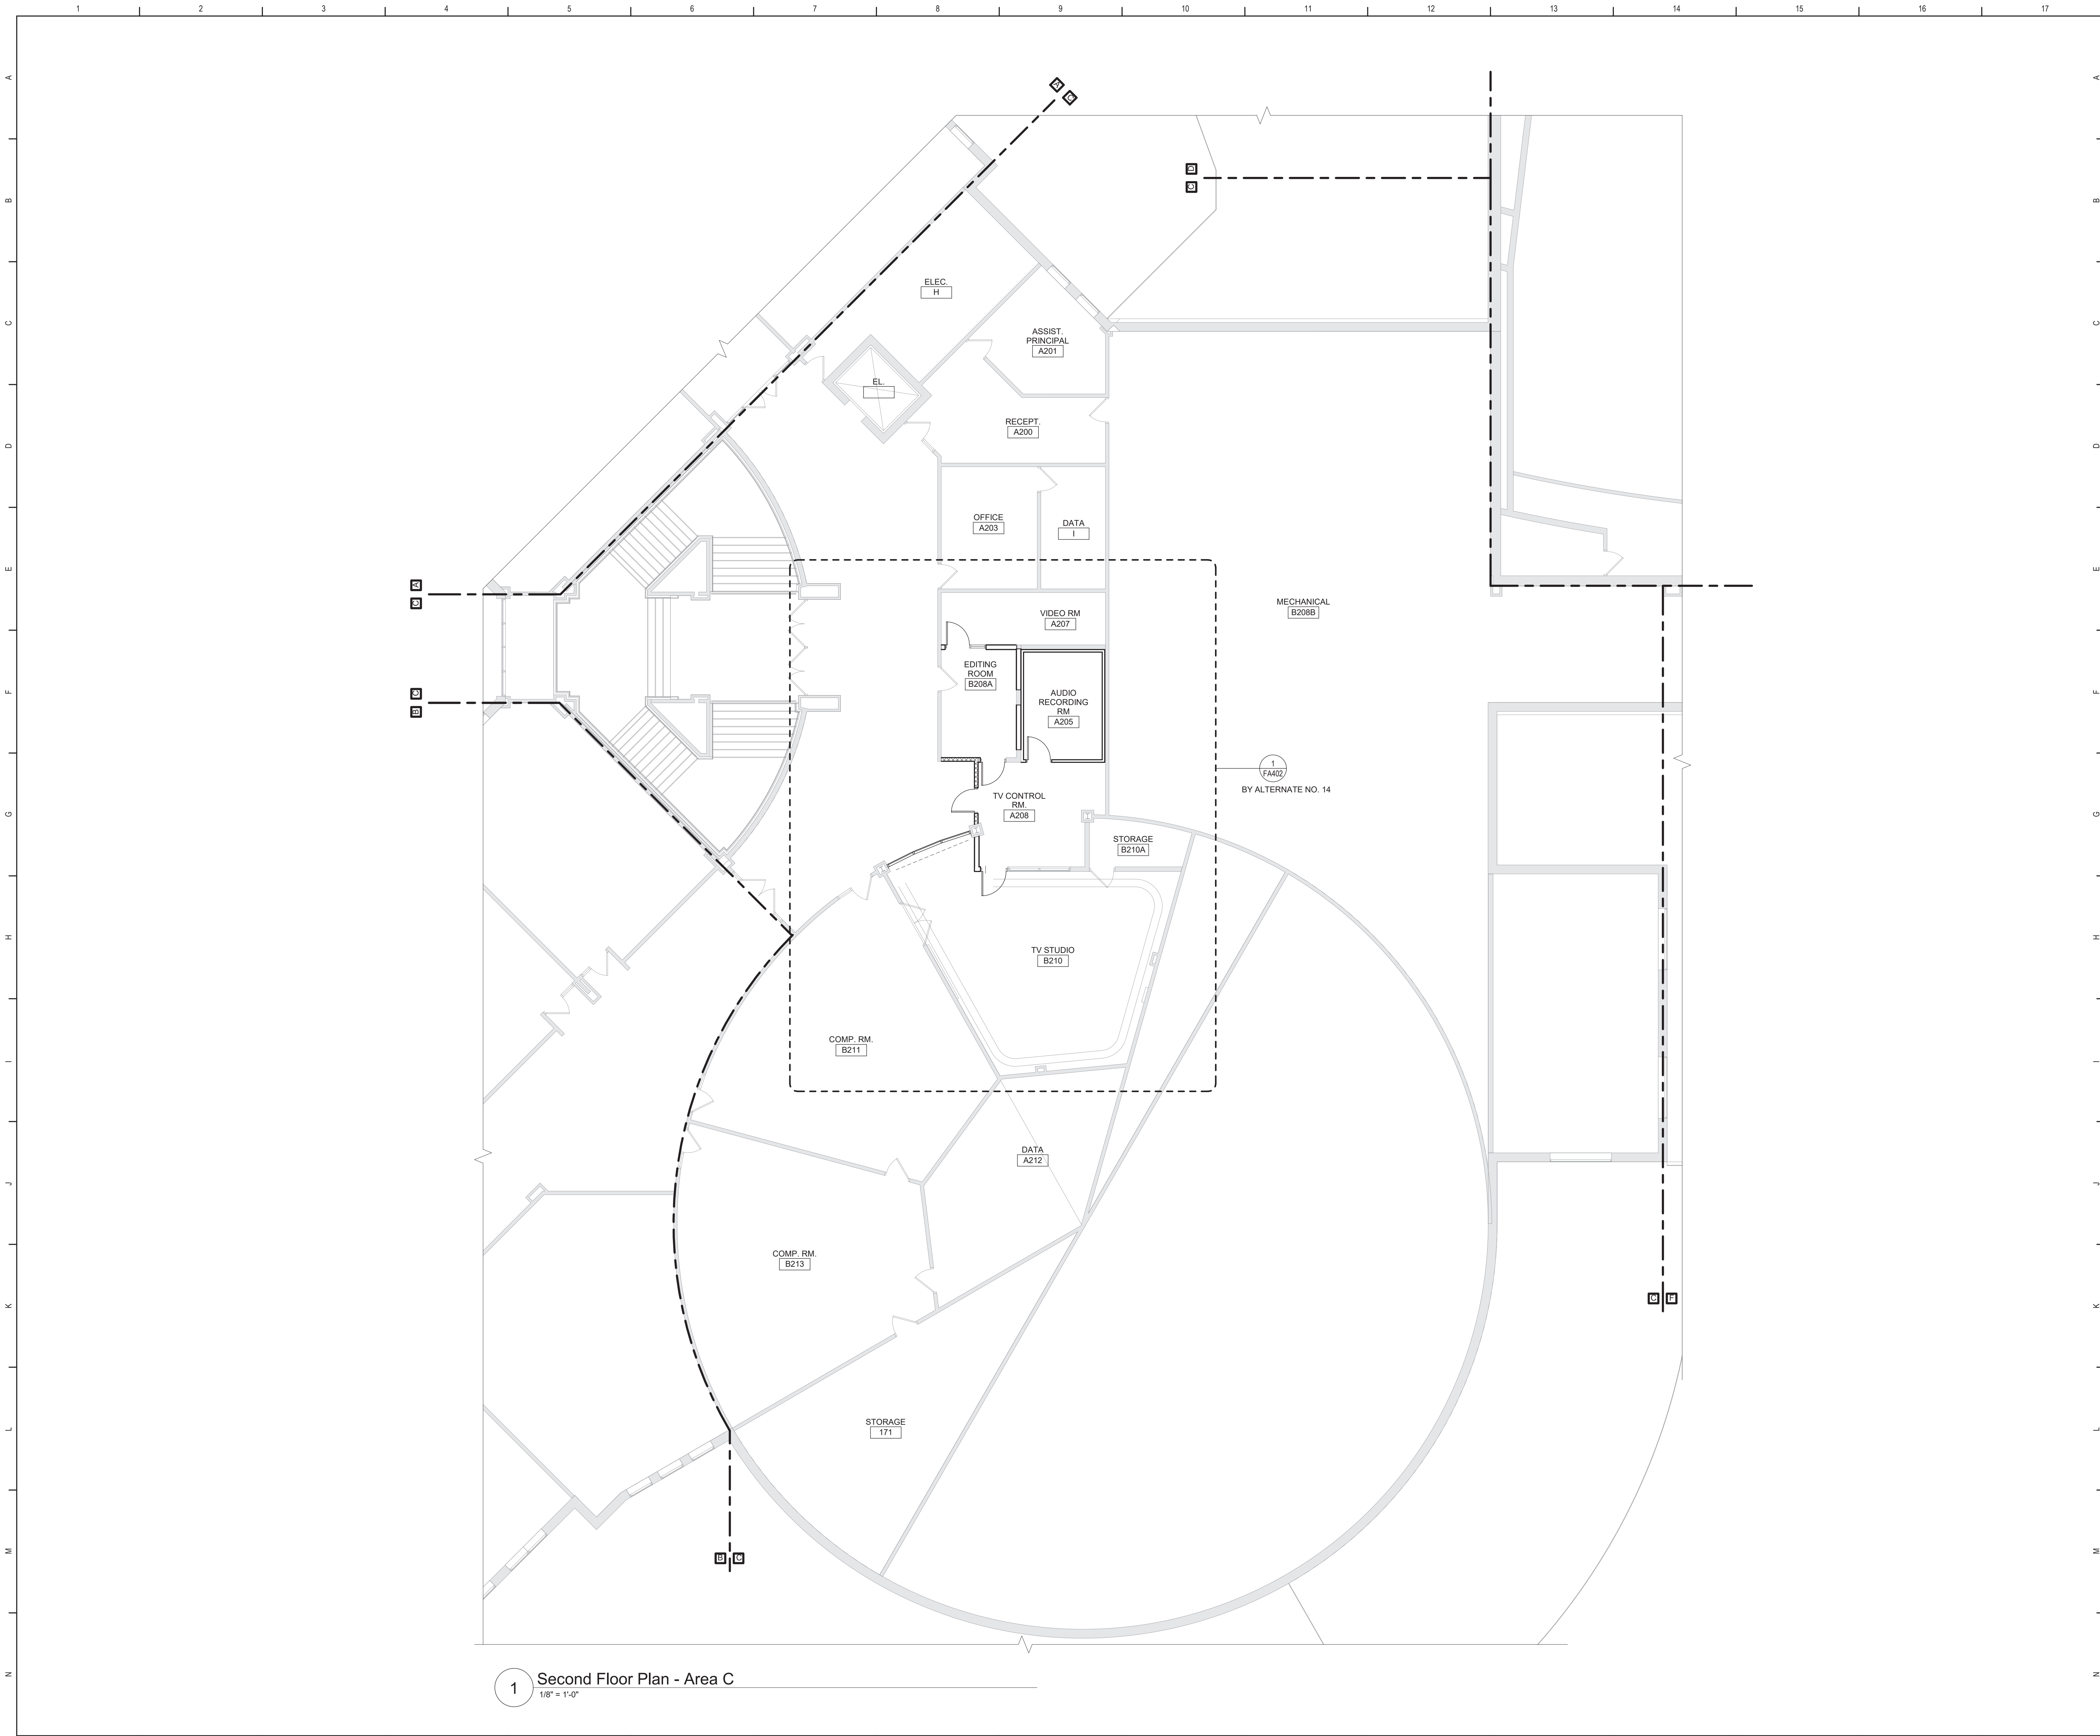 1 2 3 4 5 6 7 8 9 10 11 12 13 14 15 16 17
A A
B B
C C
D D
E E
F F
G G
H H
I I
J J
K K
L L
M M
N N
A
C
C
ELEC.
H
ASSIST.
PRINCIPAL
A201
EL.
RECEPT.
A200
OFFICE
A203
DATA
I
A
C
MECHANICAL
B208B
VIDEO RM
A207
EDITING
ROOM
B208A
AUDIO
RECORDING
RM
A205
C
B
1
FA402
BY ALTERNATE NO. 14
TV CONTROL
RM.
A208
STORAGE
B210A
TV STUDIO
B210
COMP. RM.
B211
DATA
A212
COMP. RM.
B213
C F
STORAGE
171
B C
1
Second Floor Plan - Area C
1/8" = 1'-0"